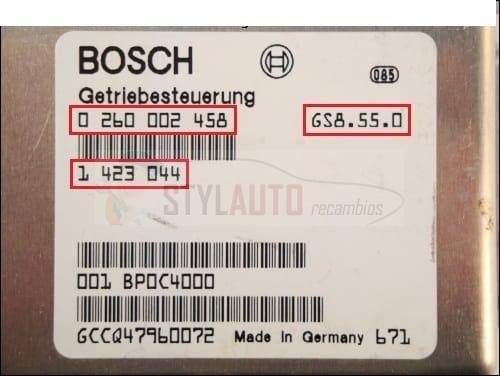 BOSCH
085
Getriebesteuerung
0 260 002 458 GS8.55.0
1 423 044
STYLAUTO
recambios
001 BPOC4000
GCCQ47960072 Made in Germany 671